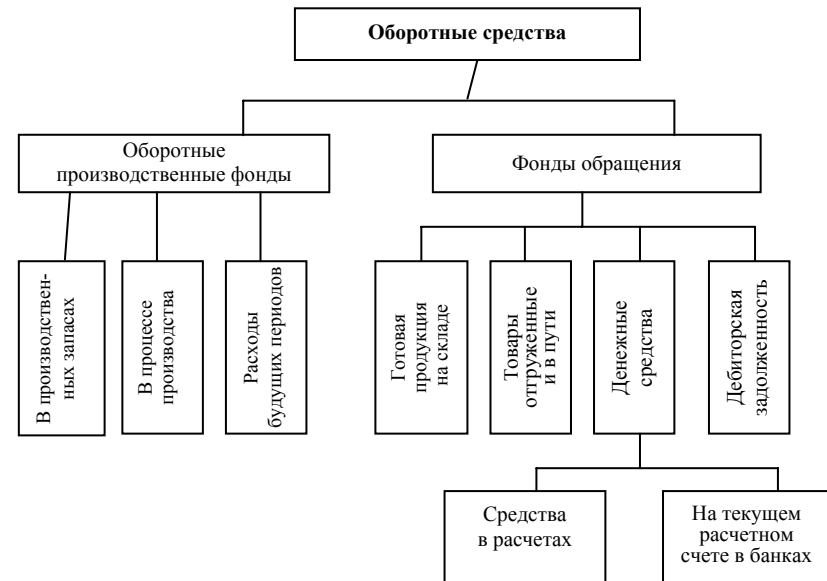 Оборотные средства
Оборотные
производственные фонды
Фонды обращения
В производствен-
ных запасах
В процессе
производства
Расходы
будущих периодов
Готовая
продукция
на складе
Товары
отгруженные
и в пути
Денежные
средства
Дебиторская
задолженность
Средства
в расчетах
На текущем
расчетном
счете в банках